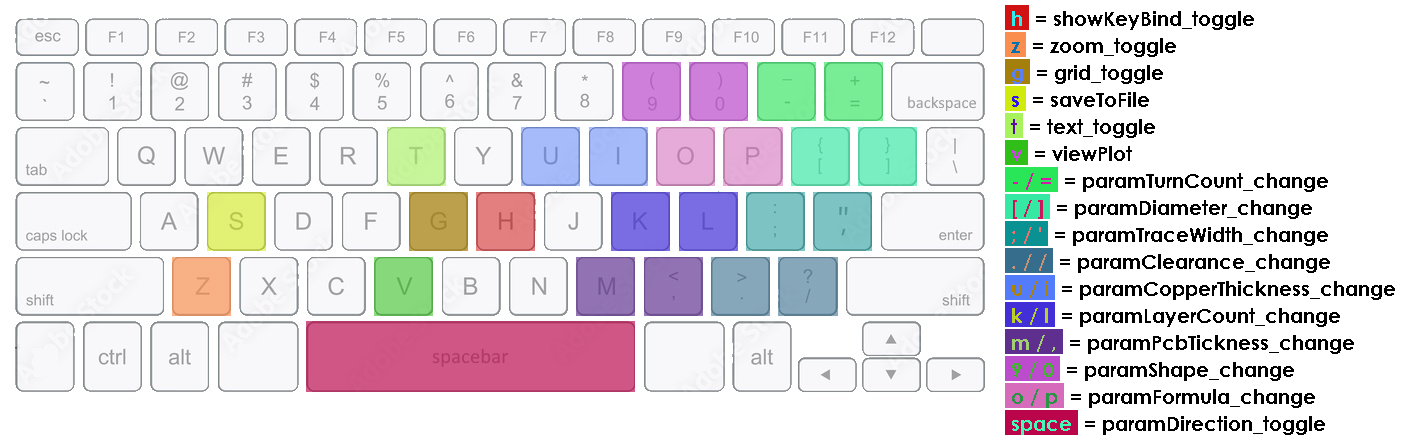 esc F1 F2 F3 F4 F5 F6 F7 F8 F9 F10 F11 F12
~ ! @ # $ % ^ & * ( ) _ +
` 1 2 3 4 5 6 7 8 9 0 - = backspace
tab Q W E R T Y U I O P { [ } ] | \
caps lock A S D F G H J K L : ; " ' enter
shift Z X C V B N M < , > . ? / shift
ctrl alt spacebar alt
h = showKeyBind_toggle
z = zoom_toggle
g = grid_toggle
s = saveToFile
t = text_toggle
v = viewPlot
- / = = paramTurnCount_change
[ / ] = paramDiameter_change
; / ' = paramTraceWidth_change
. / / = paramClearance_change
u / i = paramCopperThickness_change
k / l = paramLayerCount_change
m / , = paramPcbTickness_change
9 / 0 = paramShape_change
o / p = paramFormula_change
space = paramDirection_toggle